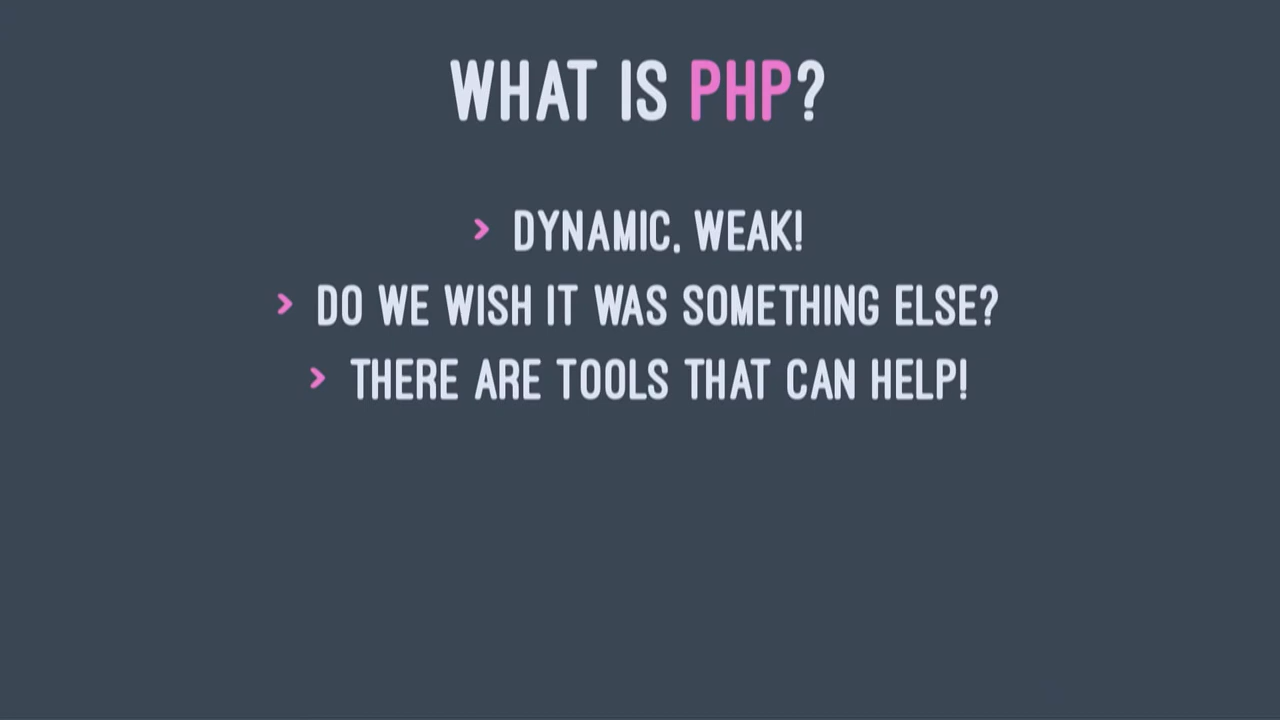 WHAT IS PHP?
> DYNAMIC, WEAK!
> DO WE WISH IT WAS SOMETHING ELSE?
> THERE ARE TOOLS THAT CAN HELP!